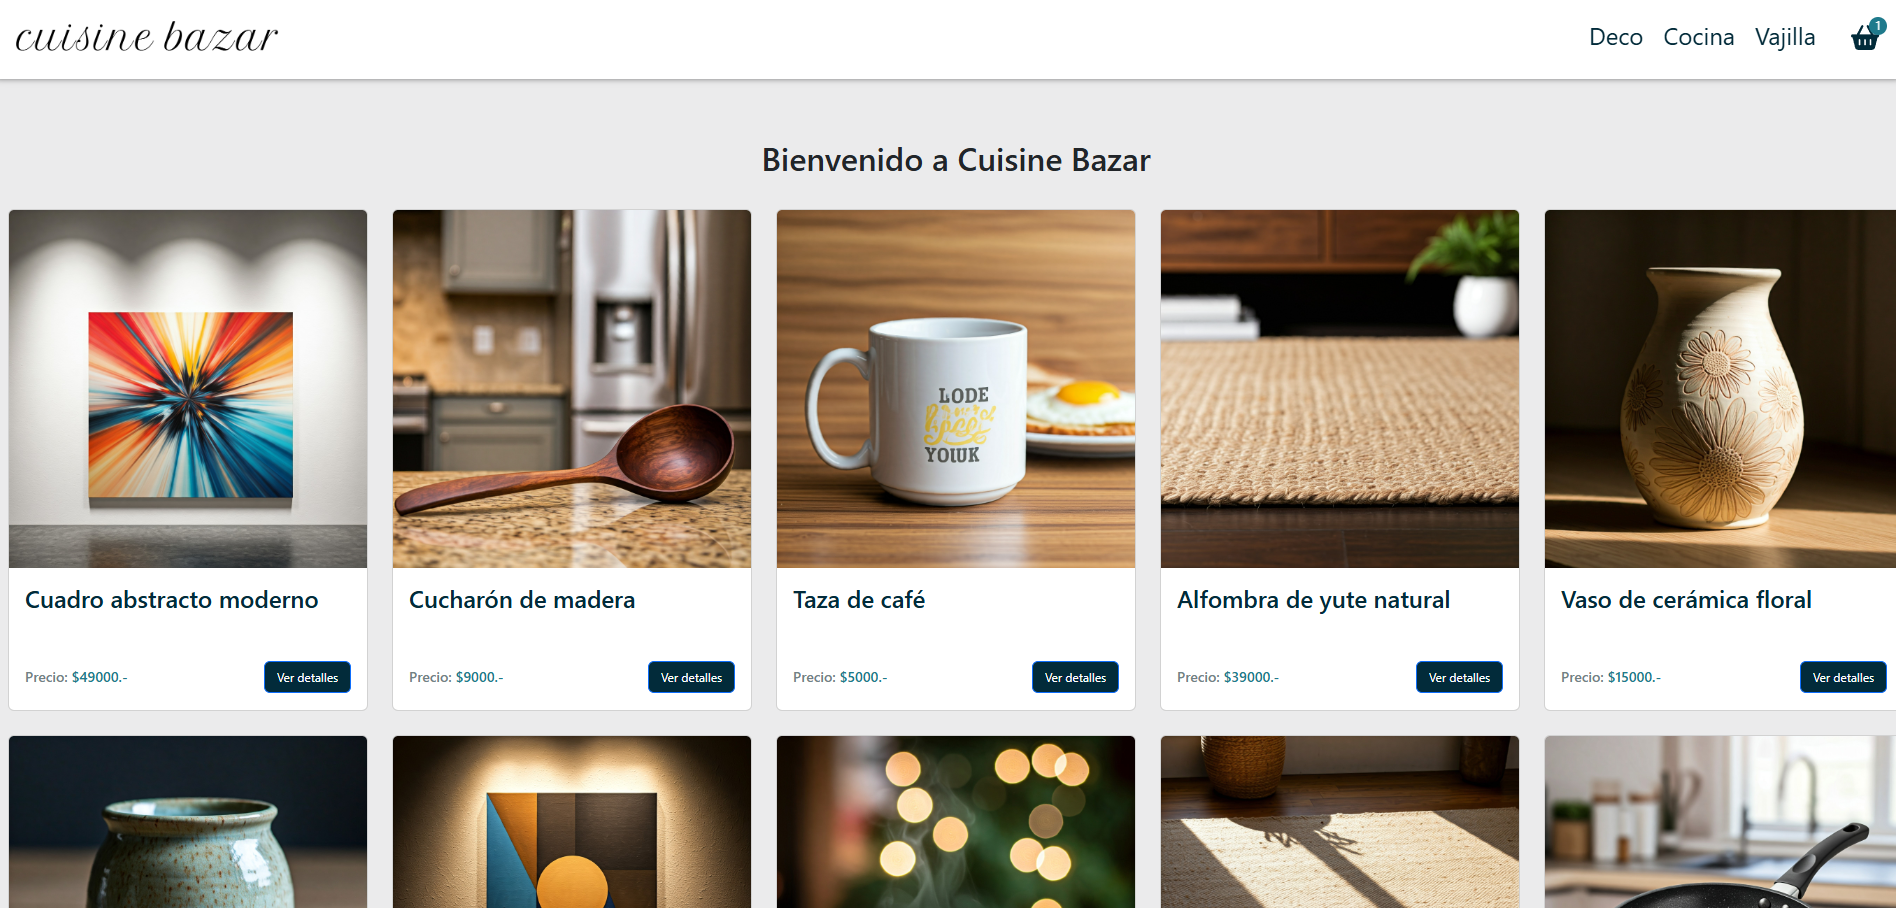 cuisine bazar
Deco Cocina Vajilla 1
Bienvenido a Cuisine Bazar
LODE
YOIUK
Cuadro abstracto moderno
Precio: $49000.- Ver detalles
Cucharón de madera
Precio: $9000.- Ver detalles
Taza de café
Precio: $5000.- Ver detalles
Alfombra de yute natural
Precio: $39000.- Ver detalles
Vaso de cerámica floral
Precio: $15000.- Ver detalles